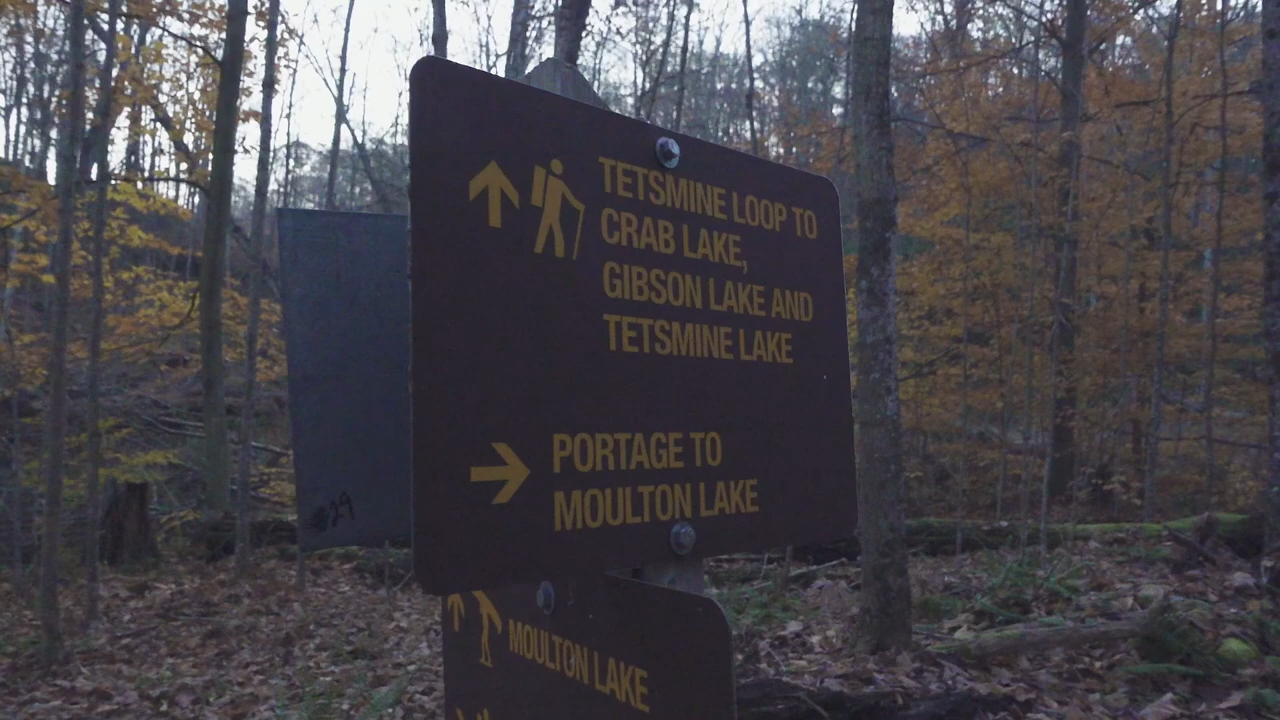 TETSMINE LOOP TO
CRAB LAKE,
GIBSON LAKE AND
TETSMINE LAKE
PORTAGE TO
MOULTON LAKE
MOULTON LAKE